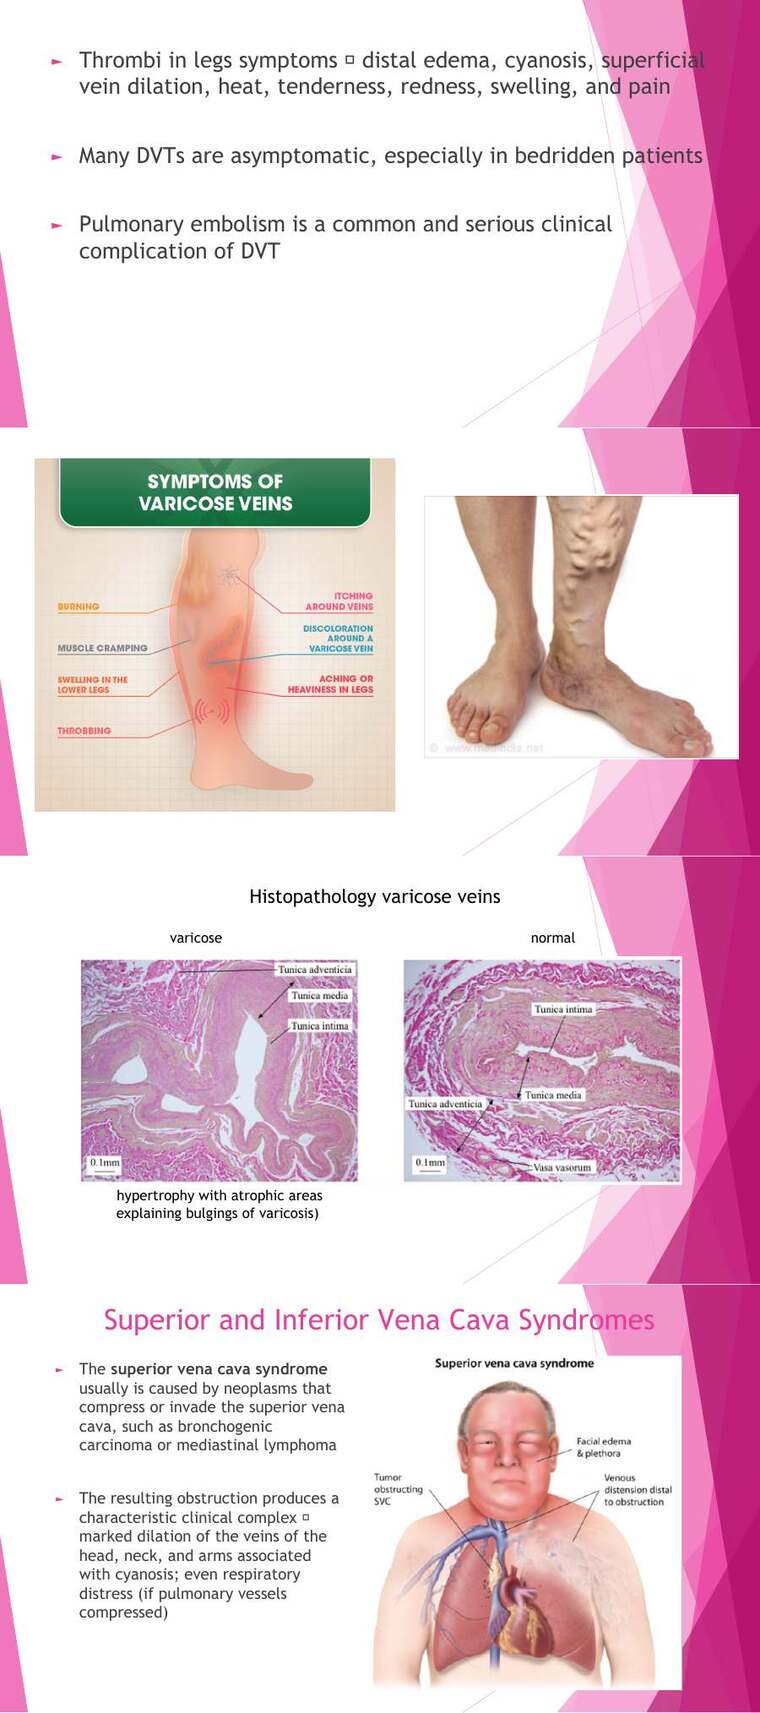 ► Thrombi in legs symptoms □ distal edema, cyanosis, superficial
vein dilation, heat, tenderness, redness, swelling, and pain
► Many DVTs are asymptomatic, especially in bedridden patients
► Pulmonary embolism is a common and serious clinical
complication of DVT
SYMPTOMS OF
VARICOSE VEINS
BURNING
MUSCLE CRAMPING
SWELLING IN THE
LOWER LEGS
THROBBING
ITCHING
AROUND VEINS
DISCOLORATION
AROUND A
VARICOSE VEIN
ACHING OR
HEAVINESS IN LEGS
© www.medindia.net
Histopathology varicose veins
varicose
normal
Tunica adventicia
Tunica media
Tunica intima
0.1mm
Tunica intima
Tunica media
Tunica adventicia
0.1mm
Vasa vasorum
hypertrophy with atrophic areas
explaining bulgings of varicosis)
Superior and Inferior Vena Cava Syndromes
► The superior vena cava syndrome
usually is caused by neoplasms that
compress or invade the superior vena
cava, such as bronchogenic
carcinoma or mediastinal lymphoma
► The resulting obstruction produces a
characteristic clinical complex □
marked dilation of the veins of the
head, neck, and arms associated
with cyanosis; even respiratory
distress (if pulmonary vessels
compressed)
Superior vena cava syndrome
Facial edema
& plethora
Tumor
obstructing
SVC
Venous
distension distal
to obstruction